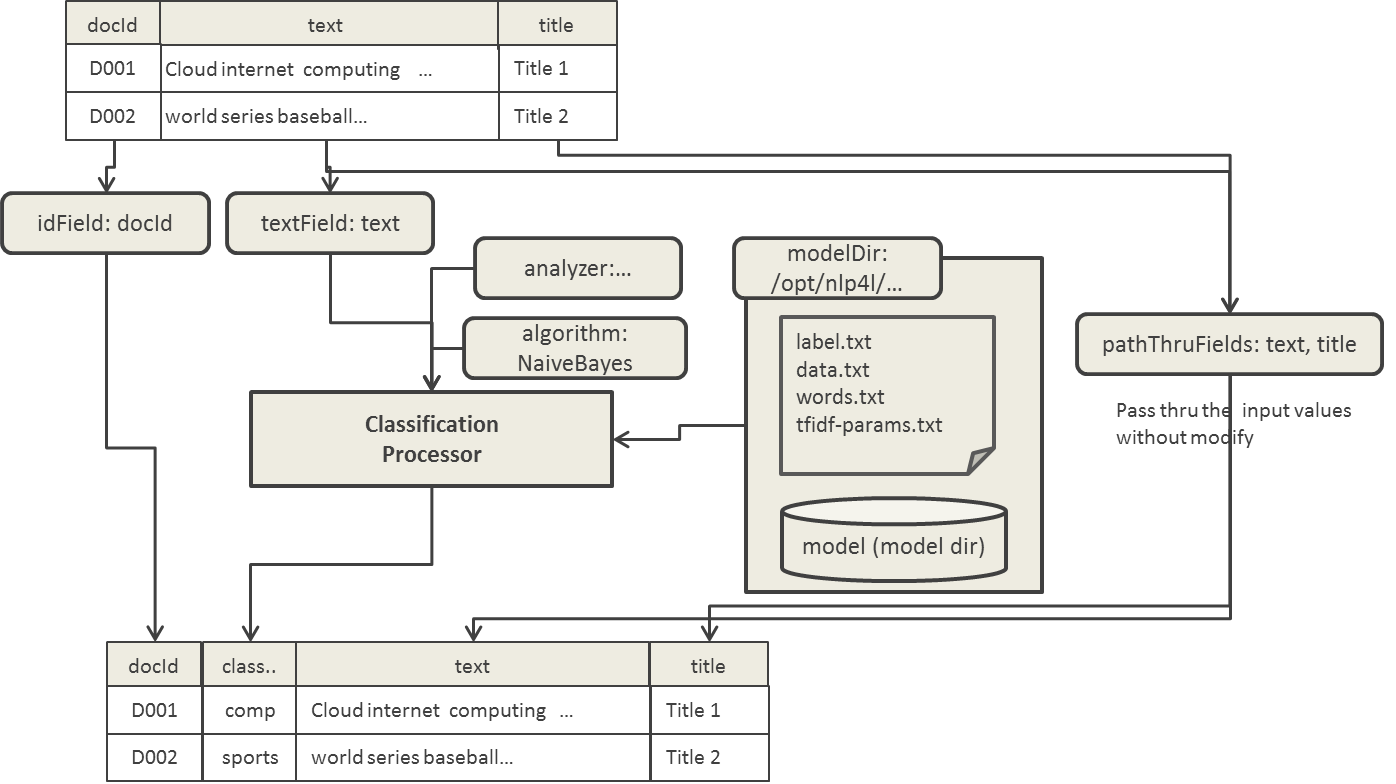 docId text title
D001 Cloud internet computing ...
Title 1
D002 world series baseball...
Title 2
idField: docId
textField: text
analyzer:...
algorithm:
NaiveBayes
modelDir:
/opt/nlp4l/...
label.txt
data.txt
words.txt
tfidf-params.txt
model (model dir)
pathThruFields: text, title
Pass thru the input values
without modify
Classification
Processor
docId class.. text title
D001 comp Cloud internet computing ... Title 1
D002 sports world series baseball... Title 2